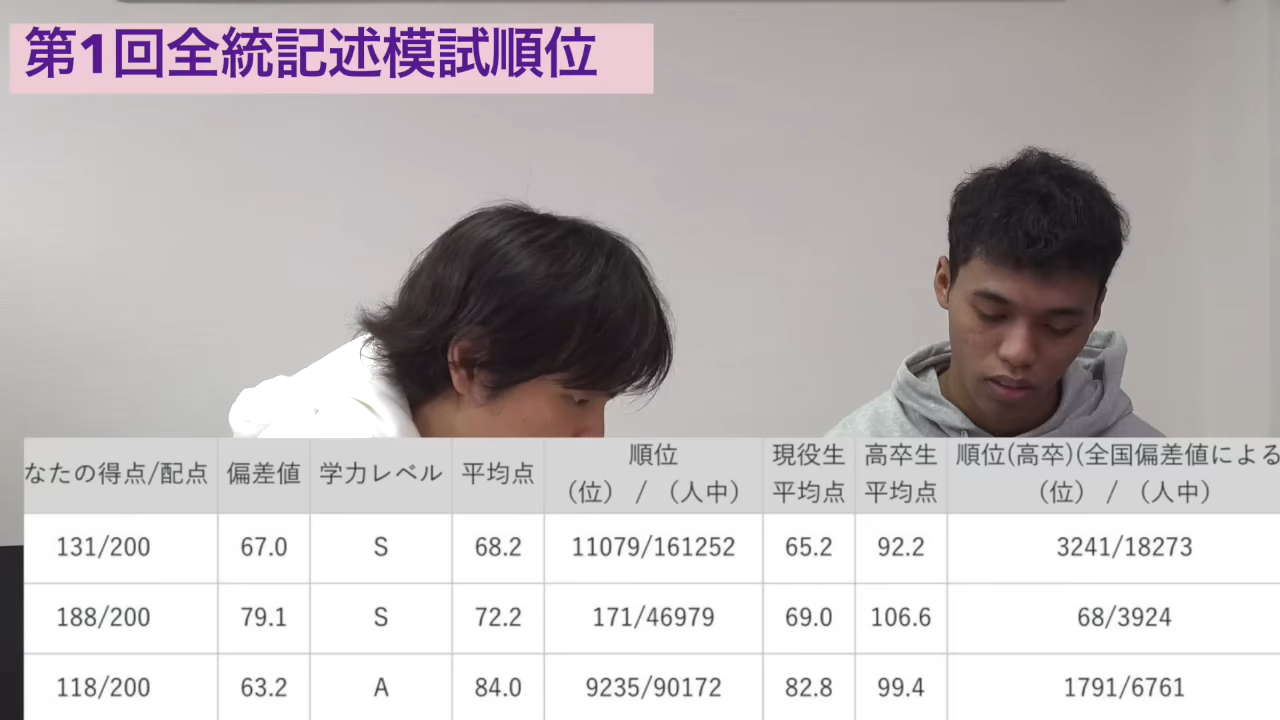 第1回全統記述模試順位
なたの得点/配点 偏差値 学力レベル 平均点 順位 (位) / (人中) 現役生 平均点 高卒生 平均点 順位(高卒)(全国偏差値による (位) / (人中)
131/200 67.0 S 68.2 11079/161252 65.2 92.2 3241/18273
188/200 79.1 S 72.2 171/46979 69.0 106.6 68/3924
118/200 63.2 A 84.0 9235/90172 82.8 99.4 1791/6761